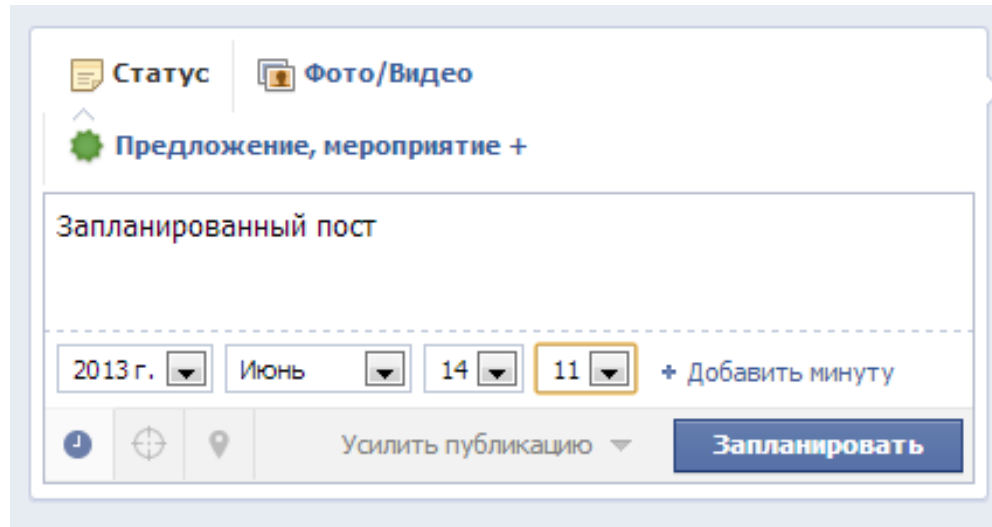 Статус Фото/Видео
Предложение, мероприятие +
Запланированный пост
2013 г. Июнь 14 11 + Добавить минуту
Усилить публикацию Запланировать